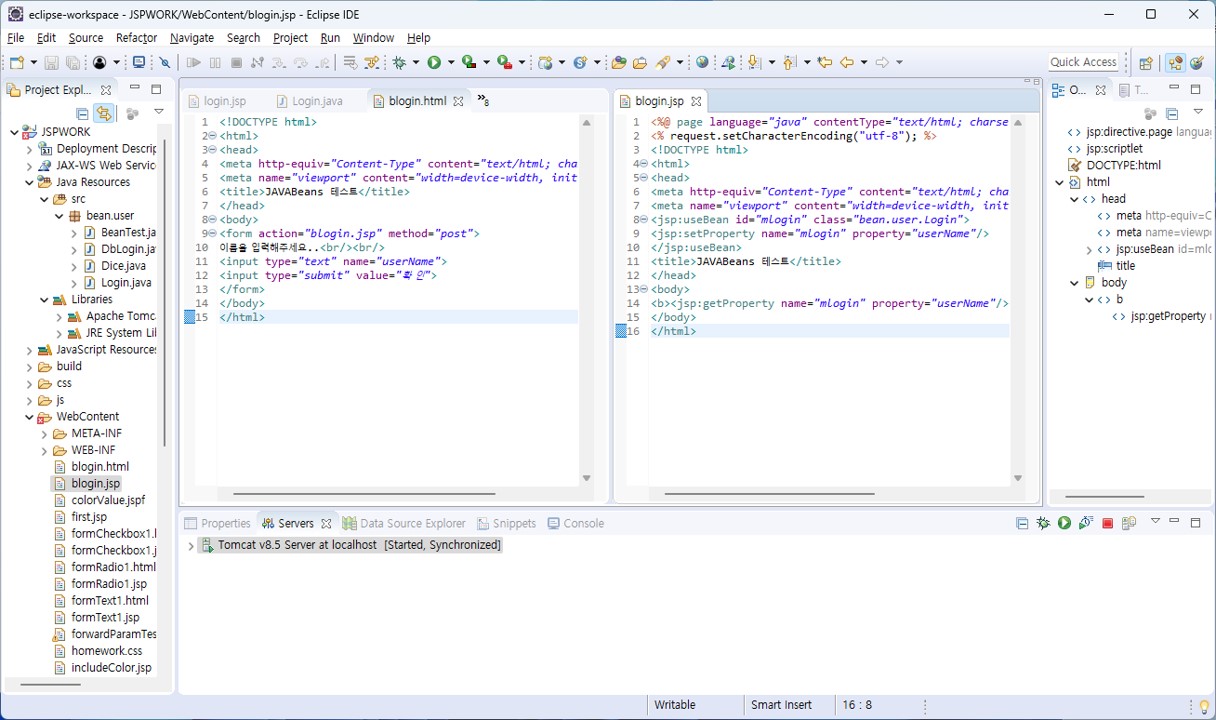 eclipse-workspace - JSPWORK/WebContent/blogin.jsp - Eclipse IDE
File Edit Source Refactor Navigate Search Project Run Window Help
Quick Access
Project Expl...
JSPWORK
Deployment Descrip
JAX-WS Web Servic
Java Resources
src
bean.user
BeanTest.ja
DbLogin.java
Dice.java
Login.java
Libraries
Apache Tomc
JRE System Lil
JavaScript Resources
build
css
js
WebContent
META-INF
WEB-INF
blogin.html
blogin.jsp
colorValue.jspf
first.jsp
formCheckbox1.h
formCheckbox1.j
formRadio1.html
formRadio1.jsp
formText1.html
formText1.jsp
forwardParamTes
homework.css
includeColor.jsp
login.jsp Login.java blogin.html »8
1 <!DOCTYPE html>
2 <html>
3 <head>
4 <meta http-equiv="Content-Type" content="text/html; cha
5 <meta name="viewport" content="width=device-width, init
6 <title>JAVABeans 테스트</title>
7 </head>
8 <body>
9 <form action="blogin.jsp" method="post">
10 이름을 입력해주세요..<br/><br/>
11 <input type="text" name="userName">
12 <input type="submit" value="확 인">
13 </form>
14 </body>
15 </html>
blogin.jsp
1 <%@ page language="java" contentType="text/html; charse
2 <% request.setCharacterEncoding("utf-8"); %>
3 <!DOCTYPE html>
4 <html>
5 <head>
6 <meta http-equiv="Content-Type" content="text/html; cha
7 <meta name="viewport" content="width=device-width, init
8 <jsp:useBean id="mlogin" class="bean.user.Login">
9 <jsp:setProperty name="mlogin" property="userName"/>
10 </jsp:useBean>
11 <title>JAVABeans 테스트</title>
12 </head>
13 <body>
14 <b><jsp:getProperty name="mlogin" property="userName"/>
15 </body>
16 </html>
O... T...
jsp:directive.page langua
jsp:scriptlet
DOCTYPE:html
html
head
meta http-equiv=C
meta name=viewp
jsp:useBean id=mlo
title
body
b
jsp:getProperty
Properties Servers Data Source Explorer Snippets Console
Tomcat v8.5 Server at localhost [Started, Synchronized]
Writable Smart Insert 16 : 8